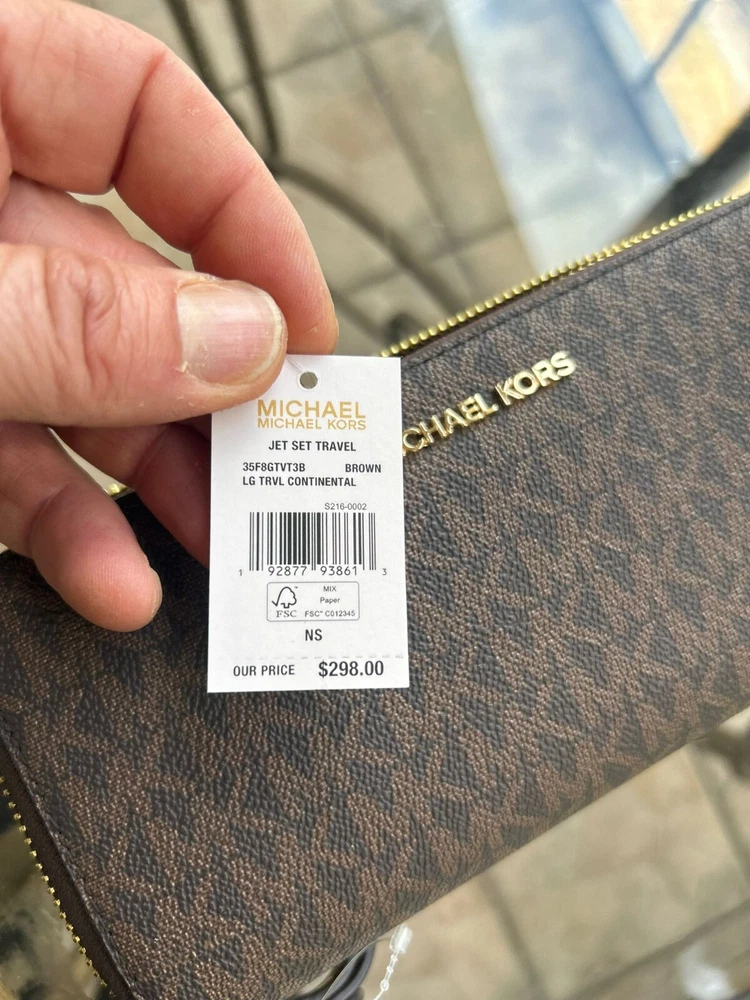 MICHAEL
MICHAEL KORS
JET SET TRAVEL
35F8GTVT3B BROWN
LG TRVL CONTINENTAL
S216-0002
1 92877 93861 3
MIX
Paper
FSC FSC™ C012345
NS
OUR PRICE $298.00
CHAEL KORS